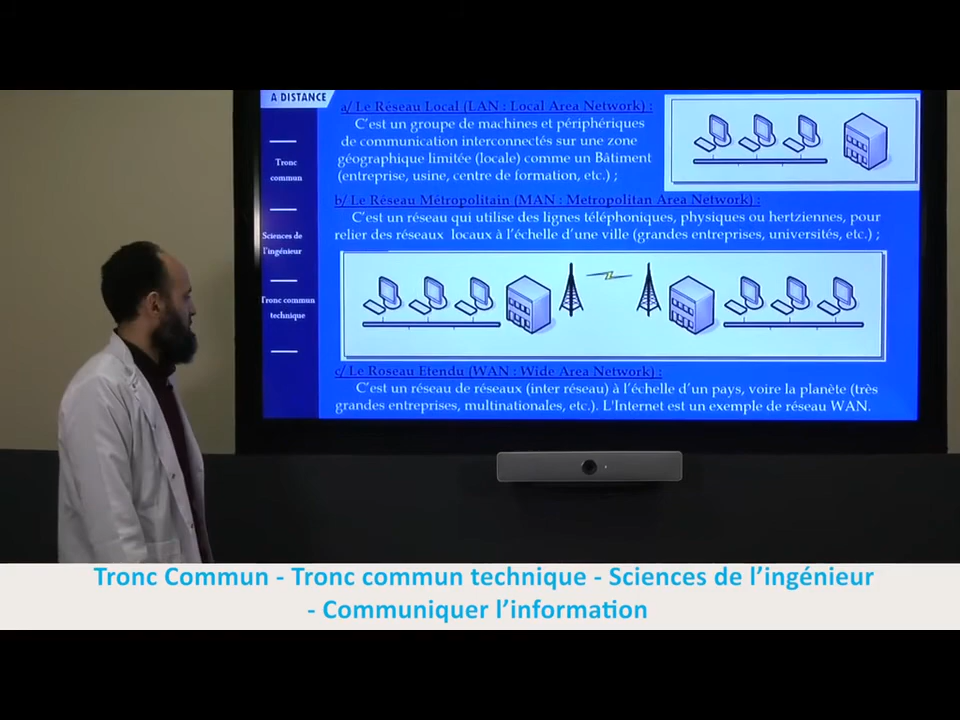 A DISTANCE
Tronc
commun
Sciences de
l'ingénieur
Tronc commun
technique
a/ Le Réseau Local (LAN : Local Area Network) :
C'est un groupe de machines et périphériques
de communication interconnectés sur une zone
géographique limitée (locale) comme un Bâtiment
(entreprise, usine, centre de formation, etc.) ;
b/ Le Réseau Métropolitain (MAN : Metropolitan Area Network) :
C'est un réseau qui utilise des lignes téléphoniques, physiques ou hertziennes, pour
relier des réseaux locaux à l'échelle d'une ville (grandes entreprises, universités, etc.) ;
c/ Le Roseau Etendu (WAN : Wide Area Network) :
C'est un réseau de réseaux (inter réseau) à l'échelle d'un pays, voire la planète (très
grandes entreprises, multinationales, etc.). L'Internet est un exemple de réseau WAN.
Tronc Commun - Tronc commun technique - Sciences de l'ingénieur
- Communiquer l'information